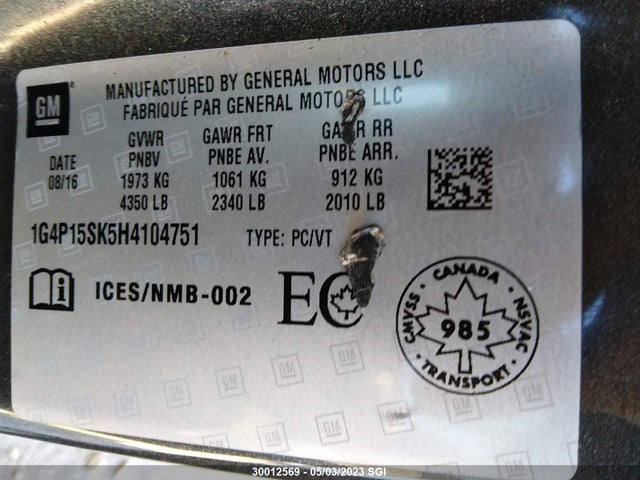 GM
MANUFACTURED BY GENERAL MOTORS LLC
FABRIQUÉ PAR GENERAL MOTORS LLC
GVWR GAWR FRT GAWR RR
DATE PNBV PNBE AV. PNBE ARR.
08/16 1973 KG 1061 KG 912 KG
4350 LB 2340 LB 2010 LB
1G4P15SK5H4104751 TYPE: PC/VT
i ICES/NMB-002 EC
CANADA
CMVSS 985 NSVAC
TRANSPORT
30012569 - 05/03/2023 SGI